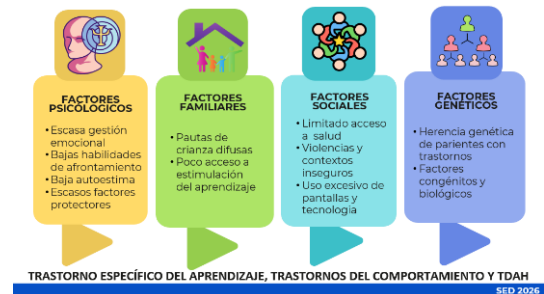 FACTORES
PSICOLÓGICOS
• Escasa gestión
emocional
• Bajas habilidades
de afrontamiento
• Baja autoestima
• Escasos factores
protectores
FACTORES
FAMILIARES
• Pautas de
crianza difusas
• Poco acceso a
estimulación
del aprendizaje
FACTORES
SOCIALES
• Limitado acceso
a salud
• Violencias y
contextos
inseguros
• Uso excesivo de
pantallas y
tecnología
FACTORES
GENÉTICOS
• Herencia genética
de parientes con
trastornos
• Factores
congénitos y
biológicos
TRASTORNO ESPECÍFICO DEL APRENDIZAJE, TRASTORNOS DEL COMPORTAMIENTO Y TDAH
SED 2026